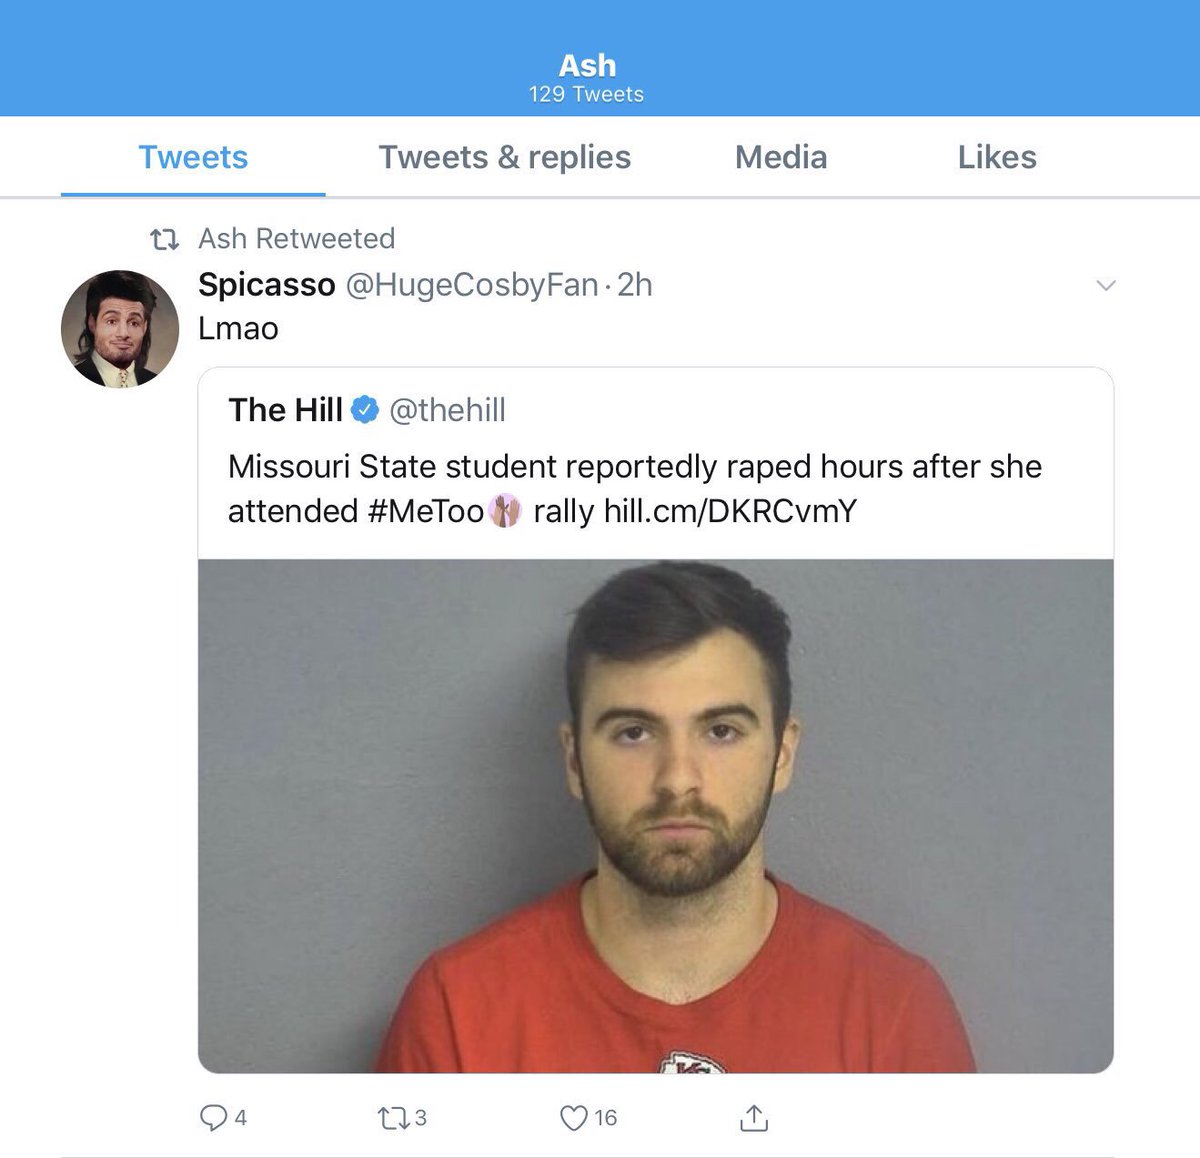 Ash
129 Tweets
Tweets Tweets & replies Media Likes
Ash Retweeted
Spicasso @HugeCosbyFan · 2h
Lmao
The Hill @thehill
Missouri State student reportedly raped hours after she
attended #MeToo rally hill.cm/DKRCvmY
KC
4 3 16